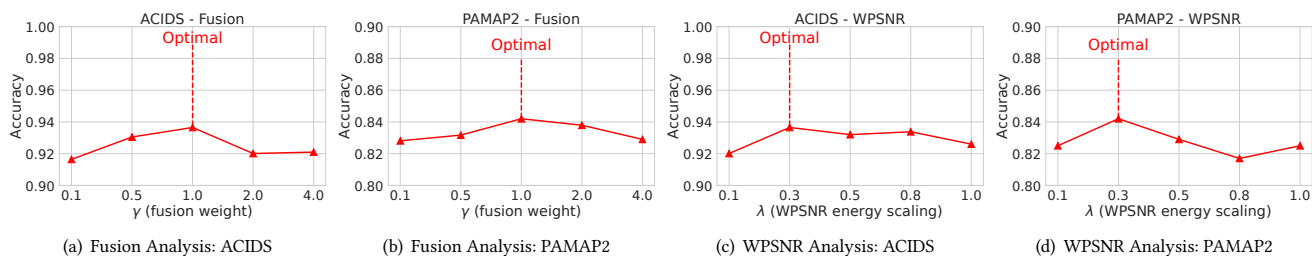 ACIDS - Fusion
1.00
0.98
0.96
0.94
0.92
0.90
Accuracy
Optimal
0.1 0.5 1.0 2.0 4.0
γ (fusion weight)
(a) Fusion Analysis: ACIDS
PAMAP2 - Fusion
0.90
0.88
0.86
0.84
0.82
0.80
Accuracy
Optimal
0.1 0.5 1.0 2.0 4.0
γ (fusion weight)
(b) Fusion Analysis: PAMAP2
ACIDS - WPSNR
1.00
0.98
0.96
0.94
0.92
0.90
Accuracy
Optimal
0.1 0.3 0.5 0.8 1.0
λ (WPSNR energy scaling)
(c) WPSNR Analysis: ACIDS
PAMAP2 - WPSNR
0.90
0.88
0.86
0.84
0.82
0.80
Accuracy
Optimal
0.1 0.3 0.5 0.8 1.0
λ (WPSNR energy scaling)
(d) WPSNR Analysis: PAMAP2